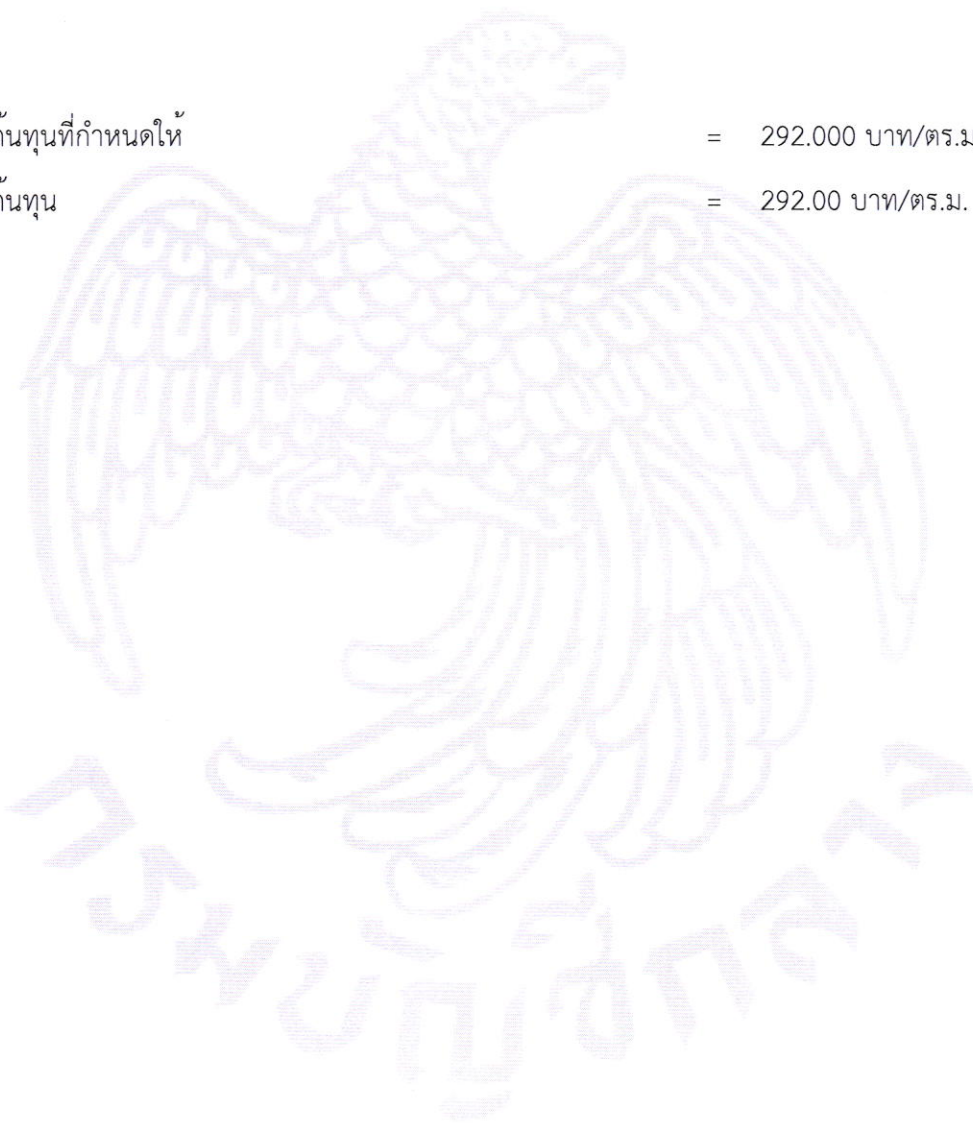 ต้นทุนที่กำหนดให้ = 292.000 บาท/ตร.ม
ต้นทุน = 292.00 บาท/ตร.ม.
กรมบัญชีกลาง